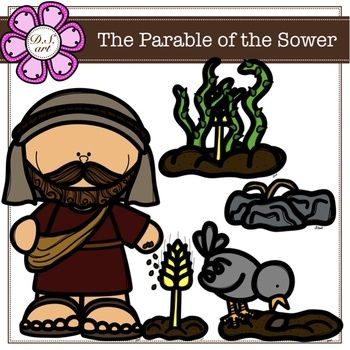 D.S.
art
The Parable of the Sower